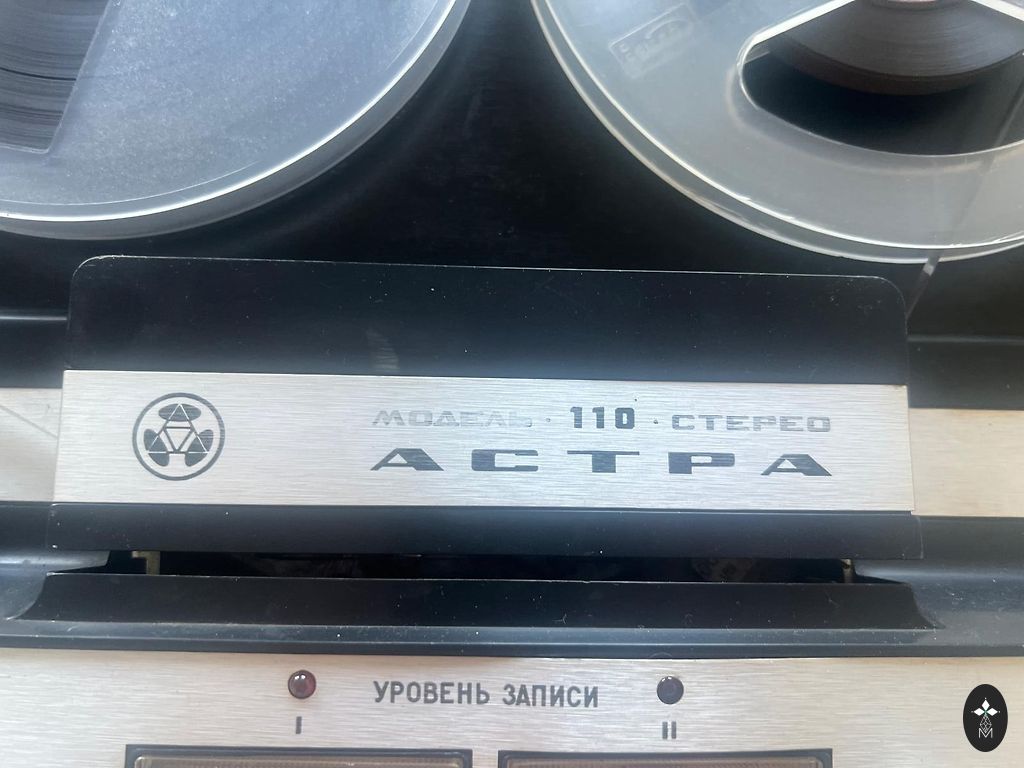 МОДЕЛЬ · 110 · СТЕРЕО
АСТРА
УРОВЕНЬ ЗАПИСИ
I II
M